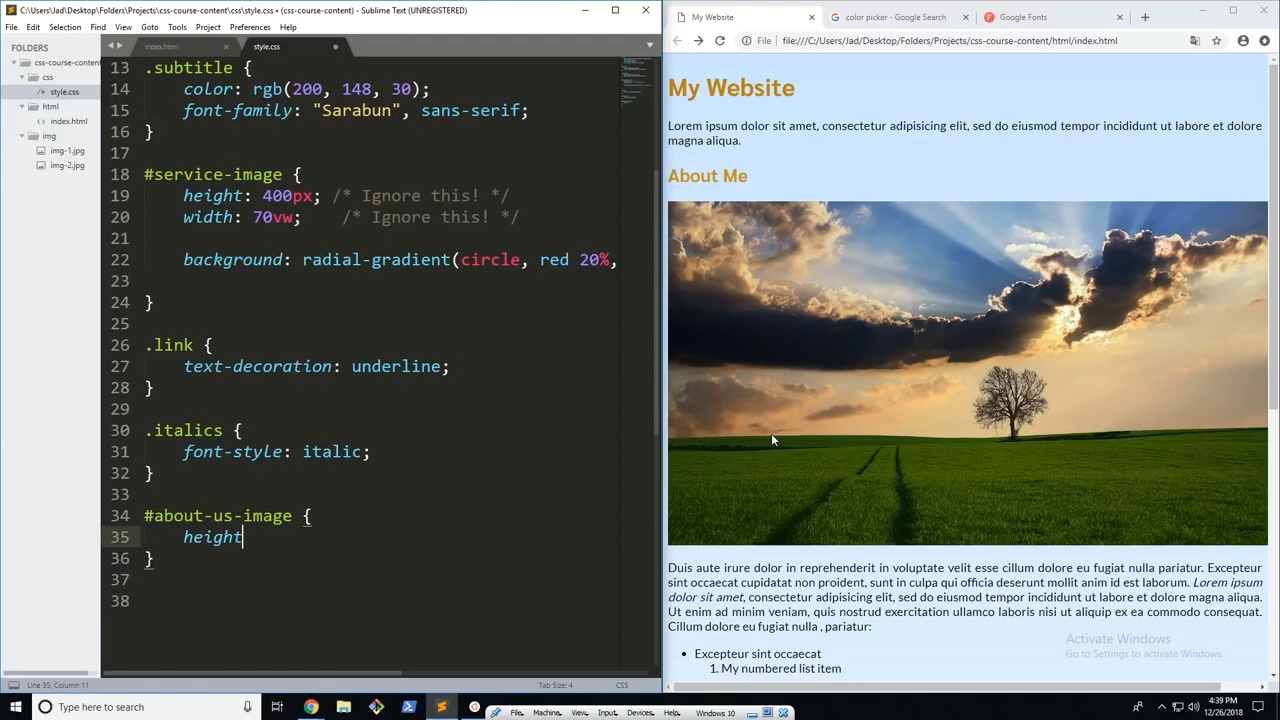 C:\Users\Jad\Desktop\Folders\Projects\css-course-content\css\style.css • (css-course-content) - Sublime Text (UNREGISTERED)
File Edit Selection Find View Goto Tools Project Preferences Help
FOLDERS
css-course-content
css
/* style.css
html
<> index.html
img
img-1.jpg
img-2.jpg
index.html
style.css
13 .subtitle {
14 color: rgb(200, 148, 30);
15 font-family: "Sarabun", sans-serif;
16 }
17
18 #service-image {
19 height: 400px; /* Ignore this! */
20 width: 70vw; /* Ignore this! */
21
22 background: radial-gradient(circle, red 20%,
23
24 }
25
26 .link {
27 text-decoration: underline;
28 }
29
30 .italics {
31 font-style: italic;
32 }
33
34 #about-us-image {
35 height
36 }
37
38
Line 35, Column 11
Tab Size: 4
CSS
My Website
color picker - Google Search
Google Fonts
File | file:///C:/Users/Jad/Desktop/Folders/Projects/css-course-content/html/index.html
My Website
Lorem ipsum dolor sit amet, consectetur adipisicing elit, sed do eiusmod tempor incididunt ut labore et dolore
magna aliqua.
About Me
Duis aute irure dolor in reprehenderit in voluptate velit esse cillum dolore eu fugiat nulla pariatur. Excepteur
sint occaecat cupidatat non proident, sunt in culpa qui officia deserunt mollit anim id est laborum. Lorem ipsum
dolor sit amet, consectetur adipisicing elit, sed do eiusmod tempor incididunt ut labore et dolore magna aliqua.
Ut enim ad minim veniam, quis nostrud exercitation ullamco laboris nisi ut aliquip ex ea commodo consequat.
Cillum dolore eu fugiat nulla , pariatur:
• Excepteur sint occaecat
1. My numbered list item
Activate Windows
Go to Settings to activate Windows.
Type here to search
File Machine View Input Devices Help
Windows 10
4:39 PM
12/26/2018